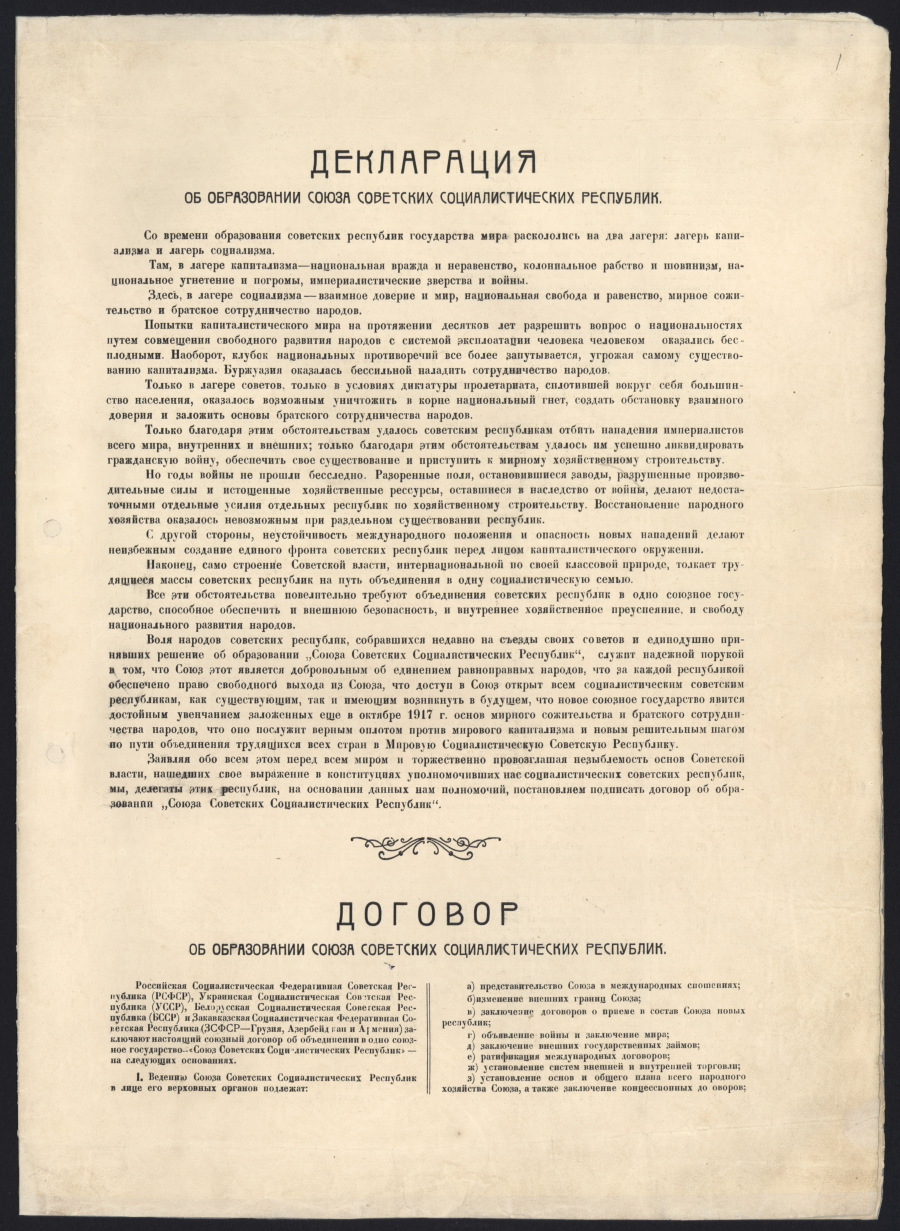 ДЕКЛАРАЦИЯ
ОБ ОБРАЗОВАНИИ СОЮЗА СОВЕТСКИХ СОЦИАЛИСТИЧЕСКИХ РЕСПУБЛИК.
Со времени образования советских республик государства мира раскололись на два лагеря: лагерь капи-
ализма и лагерь социализма.
Там, в лагере капитализма—национальная вражда и неравенство, колониальное рабство и шовинизм, на-
циональное угнетение и погромы, империалистические зверства и войны.
Здесь, в лагере социализма — взаимное доверие и мир, национальная свобода и равенство, мирное сожи-
тельство и братское сотрудничество народов.
Попытки капиталистического мира на протяжении десятков лет разрешить вопрос о национальностях
путем совмещения свободного развития народов с системой эксплоатации человека человеком оказались бес-
плодными. Наоборот, клубок национальных противоречий все более запутывается, угрожая самому существо-
ванию капитализма. Буржуазия оказалась бессильной наладить сотрудничество народов.
Только в лагере советов, только в условиях диктатуры пролетариата, сплотившей вокруг себя большин-
ство населения, оказалось возможным уничтожить в корне национальный гнет, создать обстановку взаимного
доверия и заложить основы братского сотрудничества народов.
Только благодаря этим обстоятельствам удалось советским республикам отбить нападения империалистов
всего мира, внутренних и внешних; только благодаря этим обстоятельствам удалось им успешно ликвидировать
гражданскую войну, обеспечить свое существование и приступить к мирному хозяйственному строительству.
Но годы войны не прошли бесследно. Разоренные поля, остановившиеся заводы, разрушенные произво-
дительные силы и истощенные хозяйственные рессурсы, оставшиеся в наследство от войны, делают недоста-
точными отдельные усилия отдельных республик по хозяйственному строительству. Восстановление народного
хозяйства оказалось невозможным при раздельном существовании республик.
С другой стороны, неустойчивость международного положения и опасность новых нападений делают
неизбежным создание единого фронта советских республик перед лицом капиталистического окружения.
Наконец, само строение Советской власти, интернациональной по своей классовой природе, толкает тру-
дящиеся массы советских республик на путь объединения в одну социалистическую семью.
Все эти обстоятельства повелительно требуют объединения советских республик в одно союзное госу-
дарство, способное обеспечить и внешнюю безопасность, и внутреннее хозяйственное преуспеяние, и свободу
национального развития народов.
Воля народов советских республик, собравшихся недавно на съезды своих советов и единодушно при-
нявших решение об образовании „Союза Советских Социалистических Республик“, служит надежной порукой
в том, что Союз этот является добровольным об единением равноправных народов, что за каждой республикой
обеспечено право свободного выхода из Союза, что доступ в Союз открыт всем социалистическим советским
республикам, как существующим, так и имеющим возникнуть в будущем, что новое союзное государство явится
достойным увенчанием заложенных еще в октябре 1917 г. основ мирного сожительства и братского сотрудни-
чества народов, что оно послужит верным оплотом против мирового капитализма и новым решительным шагом
по пути объединения трудящихся всех стран в Мировую Социалистическую Советскую Республику.
Заявляя обо всем этом перед всем миром и торжественно провозглашая незыблемость основ Советской
власти, нашедших свое выражение в конституциях уполномочивших нас социалистических советских республик,
мы, делегаты этих республик, на основании данных нам полномочий, постановляем подписать договор об обра-
зовании „Союза Советских Социалистических Республик“.
ДОГОВОР
ОБ ОБРАЗОВАНИИ СОЮЗА СОВЕТСКИХ СОЦИАЛИСТИЧЕСКИХ РЕСПУБЛИК.
Российская Социалистическая Федеративная Советская Рес-
публика (РСФСР), Украинская Социалистическая Советская Рес-
публика (УССР), Белорусская Социалистическая Советская Рес-
публика (БССР) и Закавказская Социалистическая Федеративная Со-
ветская Республика (ЗСФСР—Грузия, Азербейджан и Армения) за-
ключают настоящий союзный договор об объединении в одно союз-
ное государство—«Союз Советских Социалистических Республик» —
на следующих основаниях.
1. Ведению Союза Советских Социалистических Республик
в лице его верховных органов подлежат:
а) представительство Союза в международных сношениях;
б) изменение внешних границ Союза;
в) заключение договоров о приеме в состав Союза новых
республик;
г) объявление войны и заключение мира;
д) заключение внешних государственных займов;
е) ратификация международных договоров;
ж) установление систем внешней и внутренней торговли;
з) установление основ и общего плана всего народного
хозяйства Союза, а также заключение концессионных до оворов;